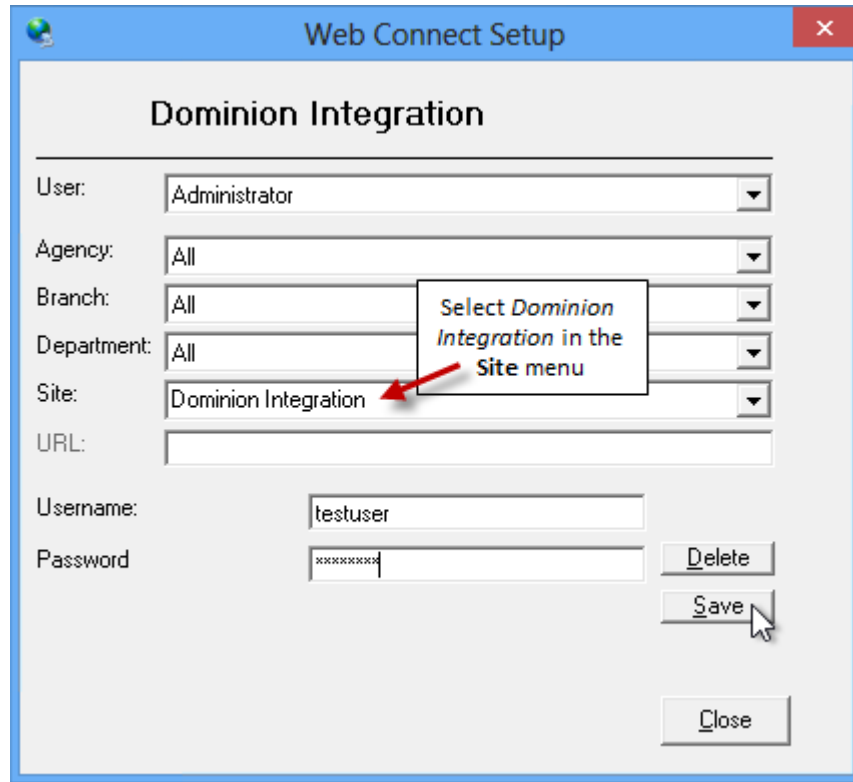 Web Connect Setup
Dominion Integration
User: Administrator
Agency: All
Branch: All
Department: All
Site: Dominion Integration
Select Dominion
Integration in the
Site menu
URL:
Username: testuser
Password ********
Delete
Save
Close